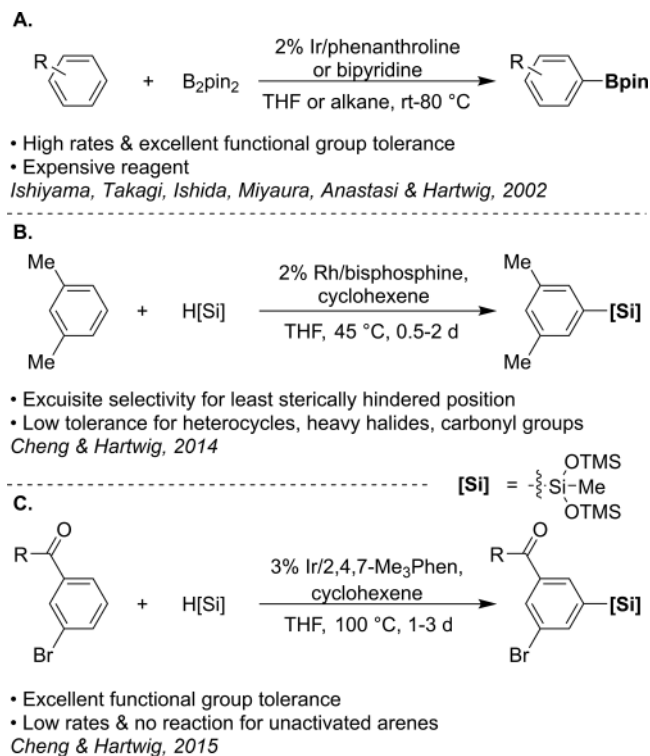 A.
R
+
B2pin2
2% Ir/phenanthroline
or bipyridine
THF or alkane, rt-80 °C
R
Bpin
• High rates & excellent functional group tolerance
• Expensive reagent
Ishiyama, Takagi, Ishida, Miyaura, Anastasi & Hartwig, 2002
B.
Me
Me
+
H[Si]
2% Rh/bisphosphine,
cyclohexene
THF, 45 °C, 0.5-2 d
Me
Me
[Si]
• Excuisite selectivity for least sterically hindered position
• Low tolerance for heterocycles, heavy halides, carbonyl groups
Cheng & Hartwig, 2014
[Si] =
OTMS
Si-Me
OTMS
C.
O
R
Br
+
H[Si]
3% Ir/2,4,7-Me3Phen,
cyclohexene
THF, 100 °C, 1-3 d
O
R
Br
[Si]
• Excellent functional group tolerance
• Low rates & no reaction for unactivated arenes
Cheng & Hartwig, 2015